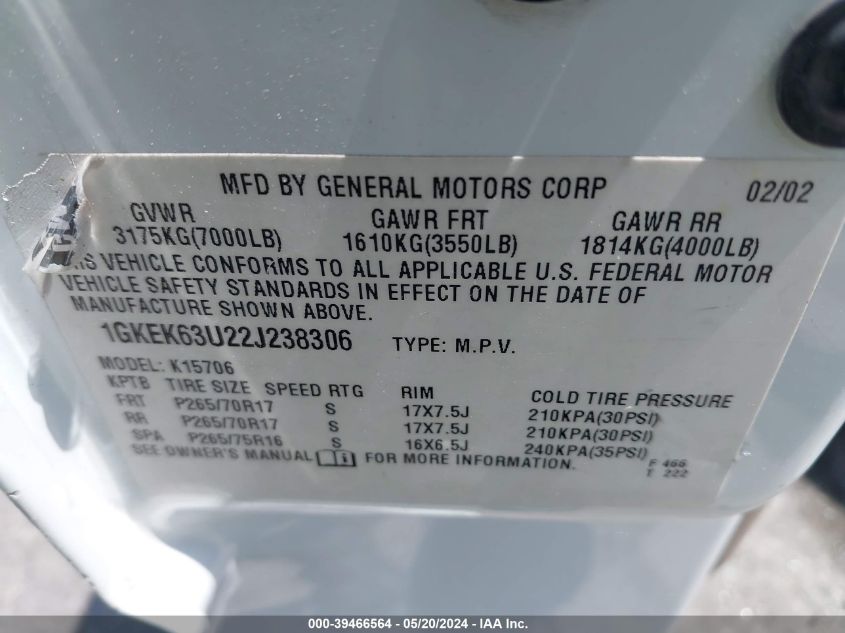 MFD BY GENERAL MOTORS CORP 02/02
GVWR GAWR FRT GAWR RR
3175KG(7000LB) 1610KG(3550LB) 1814KG(4000LB)
VEHICLE CONFORMS TO ALL APPLICABLE U.S. FEDERAL MOTOR
VEHICLE SAFETY STANDARDS IN EFFECT ON THE DATE OF
MANUFACTURE SHOWN ABOVE.
1GKEK63U22J238306 TYPE: M.P.V.
MODEL: K15706
KPTB TIRE SIZE SPEED RTG RIM COLD TIRE PRESSURE
FRT P265/70R17 S 17X7.5J 210KPA(30PSI)
RR P265/70R17 S 17X7.5J 210KPA(30PSI)
SPA P265/75R16 S 16X6.5J 240KPA(35PSI)
SEE OWNER'S MANUAL FOR MORE INFORMATION.
F 466
T 222
000-39466564 - 05/20/2024 - IAA Inc.